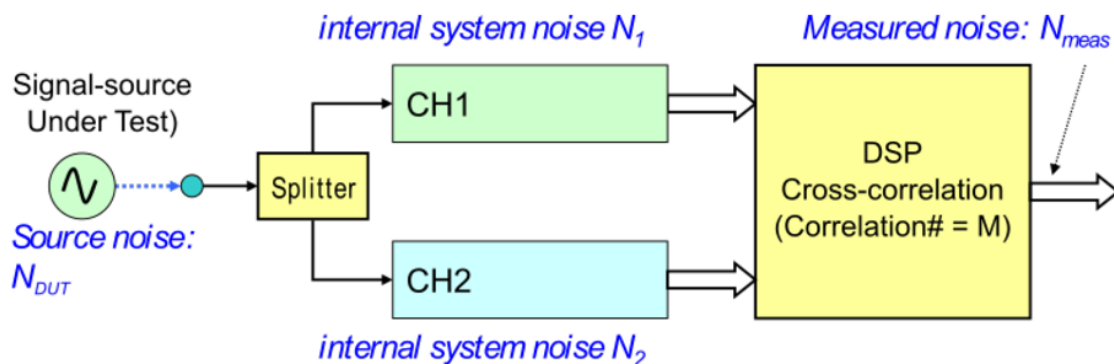 internal system noise N1
Measured noise: Nmeas
Signal-source
Under Test)
CH1
Splitter
DSP
Cross-correlation
(Correlation# = M)
Source noise:
NDUT
CH2
internal system noise N2